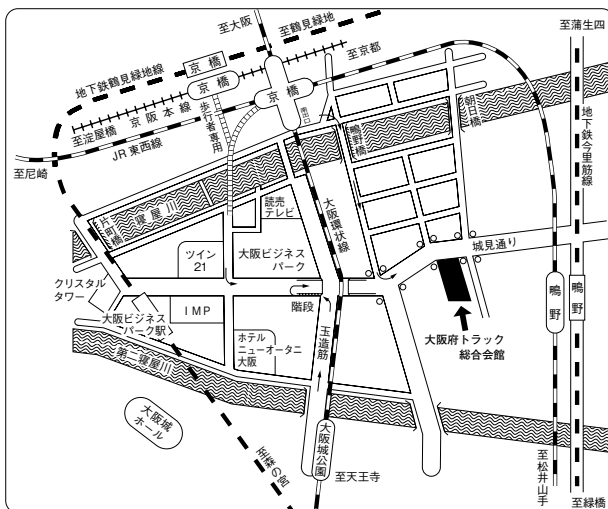 至大阪
至鶴見緑地
地下鉄鶴見緑地線
京橋
至京都
至蒲生四
京橋
京阪本線
至淀屋橋
京橋
歩行者専用
南出口
JR東西線
至尼崎
鴫野橋
朝日橋
地下鉄今里筋線
寝屋川
片町橋
読売
テレビ
大阪環状線
城見通り
ツイン
21
大阪ビジネス
パーク
クリスタル
タワー
階段
IMP
大阪ビジネス
パーク駅
鴫野
鴫野
大阪府トラック
総合会館
玉造筋
ホテル
ニューオータニ
大阪
第二寝屋川
大阪城
ホール
大阪城公園
至森の宮
至天王寺
至松井山手
至緑橋